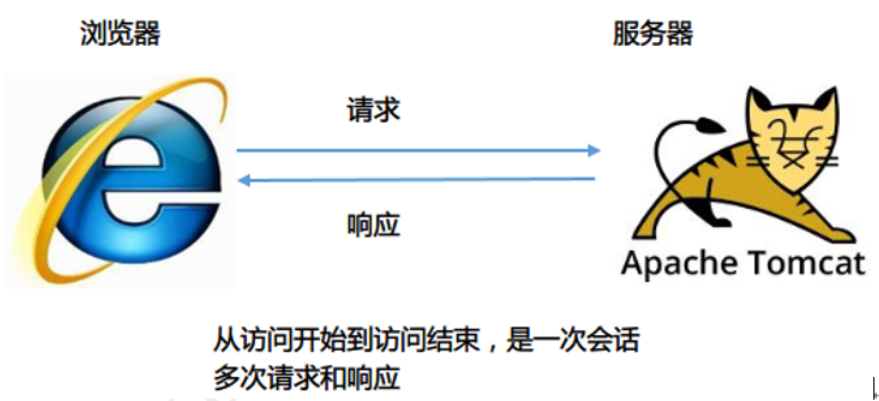 浏览器
服务器
请求
响应
Apache Tomcat
从访问开始到访问结束，是一次会话
多次请求和响应